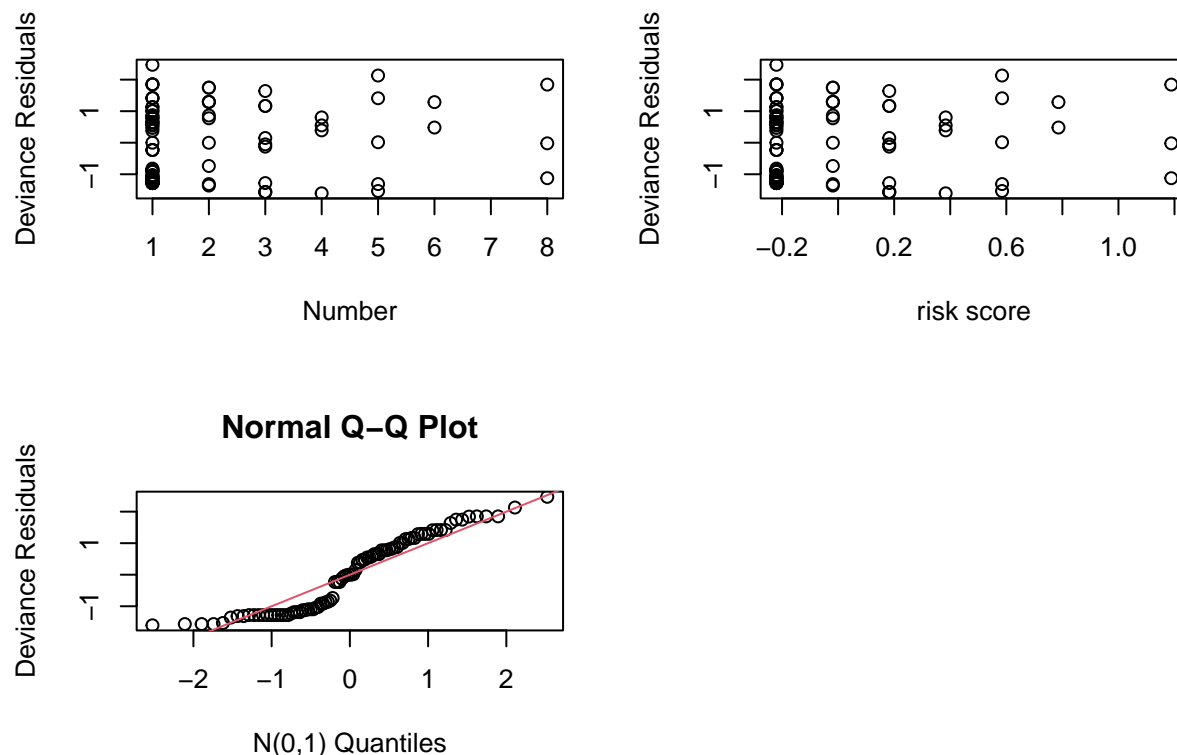 Deviance Residuals
1
−1
1 2 3 4 5 6 7 8
Number
Deviance Residuals
1
−1
−0.2 0.2 0.6 1.0
risk score
Normal Q−Q Plot
Deviance Residuals
1
−1
−2 −1 0 1 2
N(0,1) Quantiles